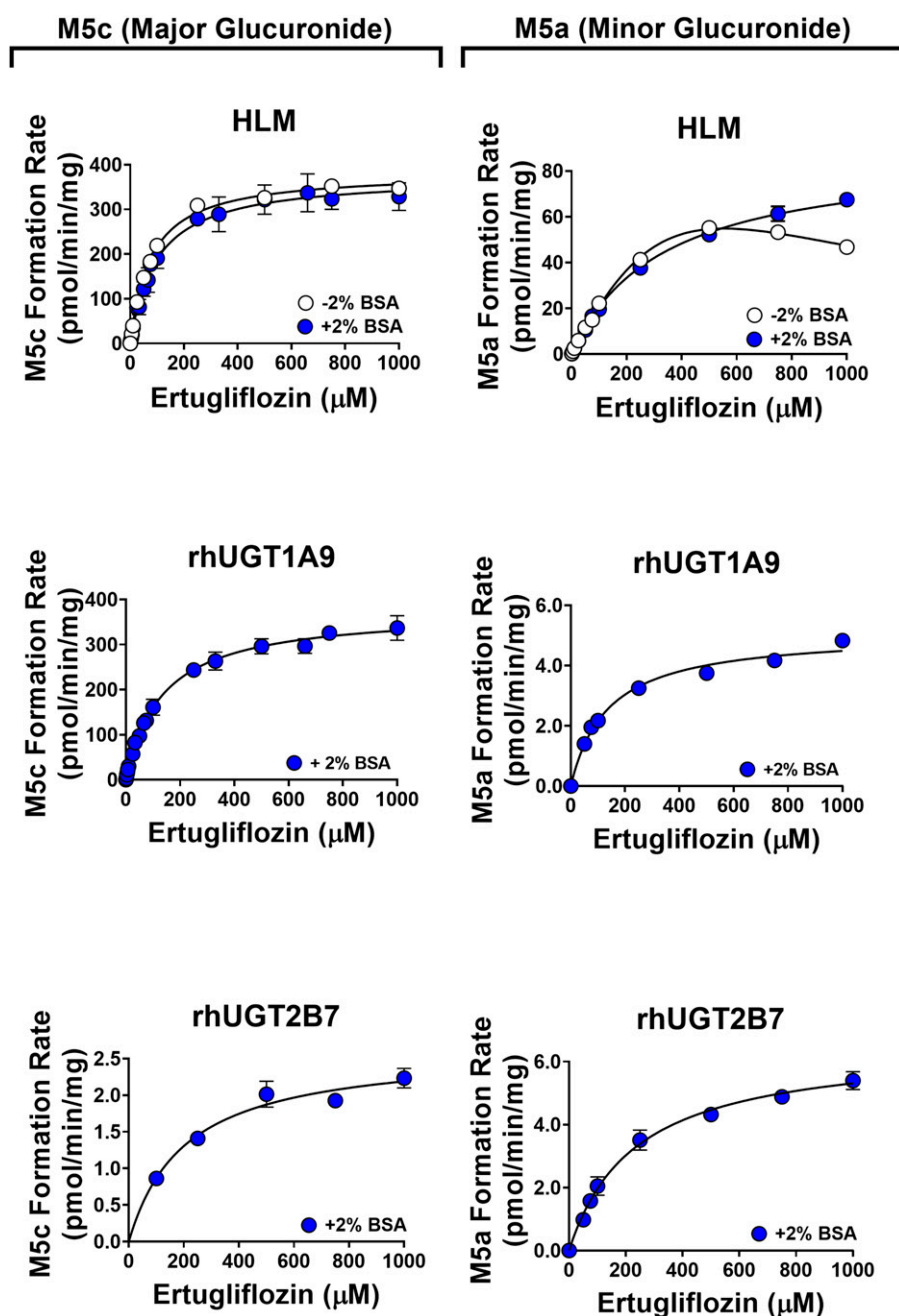 M5c (Major Glucuronide)
M5a (Minor Glucuronide)
HLM
M5c Formation Rate
(pmol/min/mg)
400
300
200
100
0
0 200 400 600 800 1000
-2% BSA
+2% BSA
Ertugliflozin (μM)
HLM
M5a Formation Rate
(pmol/min/mg)
80
60
40
20
0
0 200 400 600 800 1000
-2% BSA
+2% BSA
Ertugliflozin (μM)
rhUGT1A9
M5c Formation Rate
(pmol/min/mg)
400
300
200
100
0
0 200 400 600 800 1000
+ 2% BSA
Ertugliflozin (μM)
rhUGT1A9
M5a Formation Rate
(pmol/min/mg)
6.0
4.0
2.0
0.0
0 200 400 600 800 1000
+2% BSA
Ertugliflozin (μM)
rhUGT2B7
M5c Formation Rate
(pmol/min/mg)
2.5
2.0
1.5
1.0
0.5
0.0
0 200 400 600 800 1000
+2% BSA
Ertugliflozin (μM)
rhUGT2B7
M5a Formation Rate
(pmol/min/mg)
6.0
4.0
2.0
0.0
0 200 400 600 800 1000
+2% BSA
Ertugliflozin (μM)